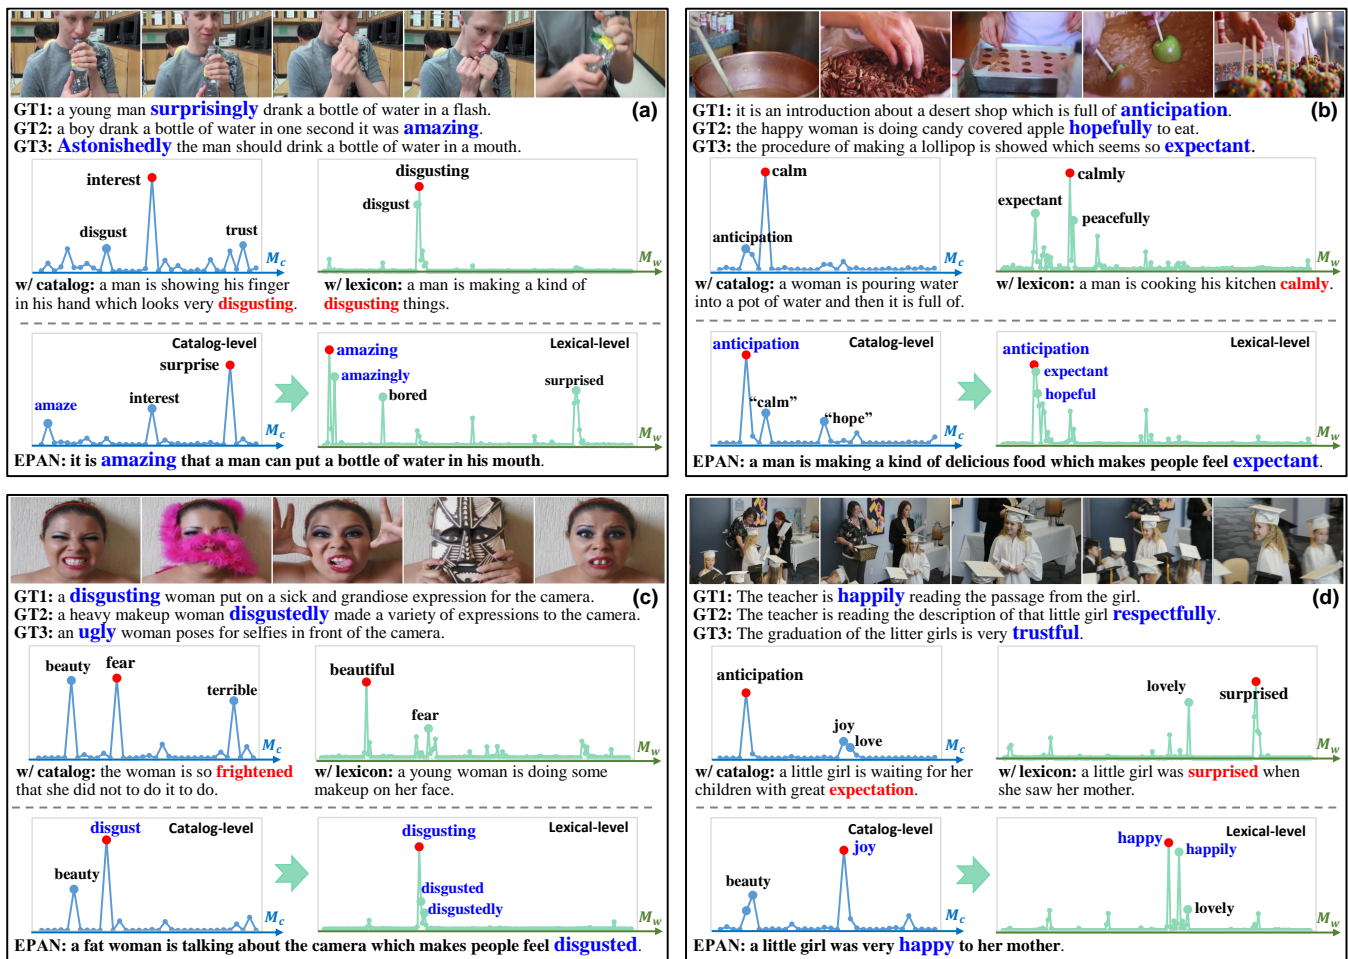 GT1: a young man surprisingly drank a bottle of water in a flash.
(a)
GT2: a boy drank a bottle of water in one second it was amazing.
GT3: Astonishedly the man should drink a bottle of water in a mouth.
interest
disgust
trust
Mc
disgusting
disgust
Mw
w/ catalog: a man is showing his finger
in his hand which looks very disgusting.
w/ lexicon: a man is making a kind of
disgusting things.
Catalog-level
surprise
interest
amaze
Mc
Lexical-level
amazing
amazingly
bored
surprised
Mw
EPAN: it is amazing that a man can put a bottle of water in his mouth.
GT1: it is an introduction about a desert shop which is full of anticipation.
(b)
GT2: the happy woman is doing candy covered apple hopefully to eat.
GT3: the procedure of making a lollipop is showed which seems so expectant.
calm
anticipation
Mc
calmly
expectant
peacefully
Mw
w/ catalog: a woman is pouring water
into a pot of water and then it is full of.
w/ lexicon: a man is cooking his kitchen calmly.
anticipation
Catalog-level
“calm”
“hope”
Mc
Lexical-level
anticipation
expectant
hopeful
Mw
EPAN: a man is making a kind of delicious food which makes people feel expectant.
GT1: a disgusting woman put on a sick and grandiose expression for the camera.
(c)
GT2: a heavy makeup woman disgustedly made a variety of expressions to the camera.
GT3: an ugly woman poses for selfies in front of the camera.
beauty
fear
terrible
Mc
beautiful
fear
Mw
w/ catalog: the woman is so frightened
that she did not to do it to do.
w/ lexicon: a young woman is doing some
makeup on her face.
disgust
Catalog-level
beauty
Mc
Lexical-level
disgusting
disgusted
disgustedly
Mw
EPAN: a fat woman is talking about the camera which makes people feel disgusted.
GT1: The teacher is happily reading the passage from the girl.
(d)
GT2: The teacher is reading the description of that little girl respectfully.
GT3: The graduation of the litter girls is very trustful.
anticipation
joy
love
Mc
lovely
surprised
Mw
w/ catalog: a little girl is waiting for her
children with great expectation.
w/ lexicon: a little girl was surprised when
she saw her mother.
Catalog-level
joy
beauty
Mc
Lexical-level
happy
happily
lovely
Mw
EPAN: a little girl was very happy to her mother.